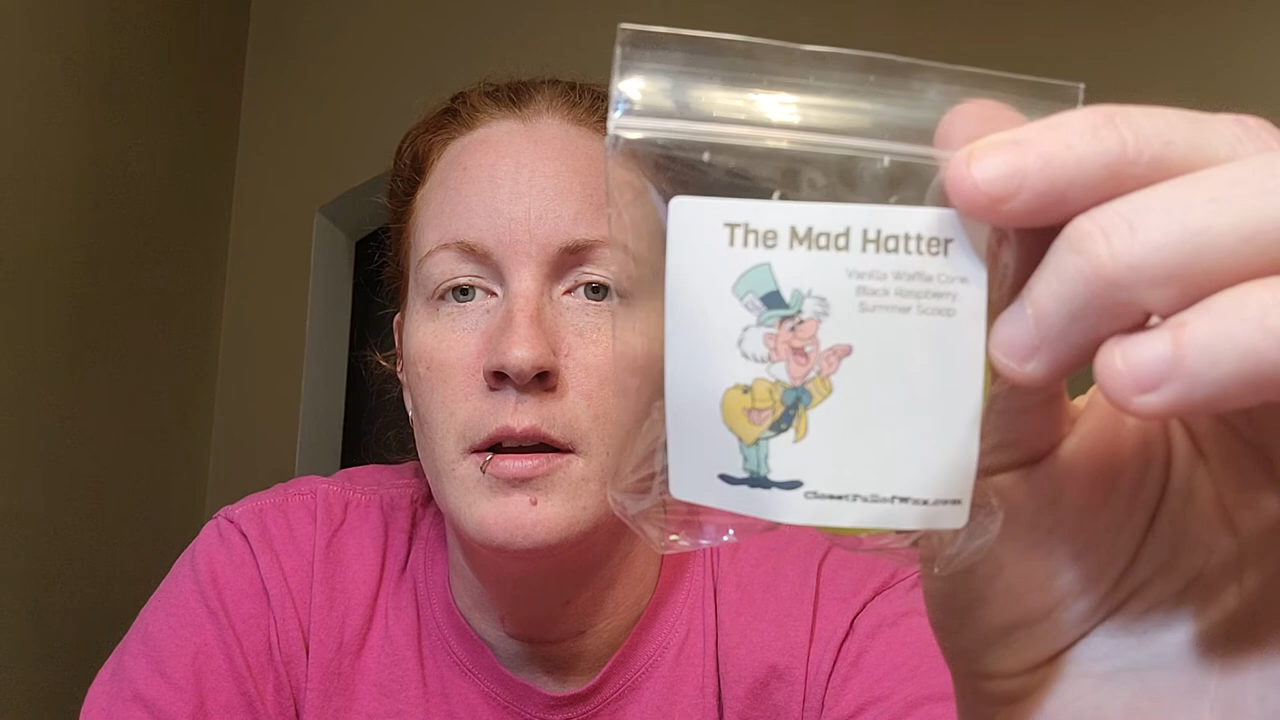 The Mad Hatter
Vanilla Waffle Cone
Black Raspberry
Summer Scoop
ClosetFullofWax.com